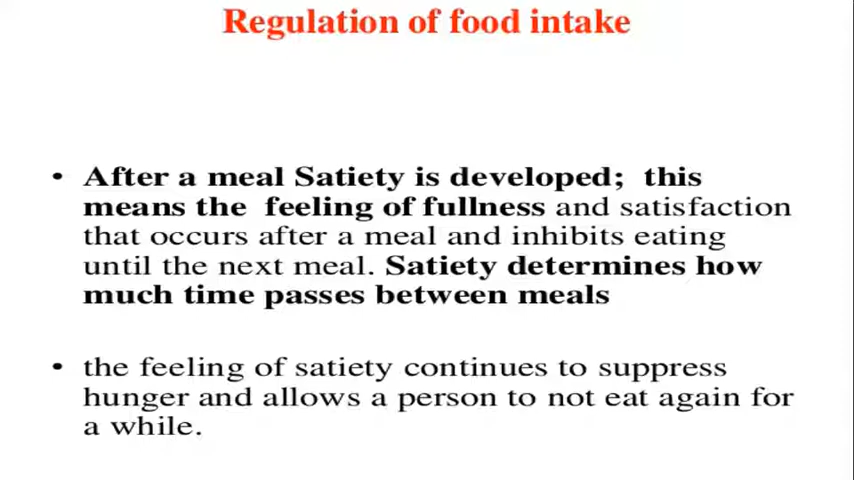 Regulation of food intake
• After a meal Satiety is developed; this
means the feeling of fullness and satisfaction
that occurs after a meal and inhibits eating
until the next meal. Satiety determines how
much time passes between meals
• the feeling of satiety continues to suppress
hunger and allows a person to not eat again for
a while.